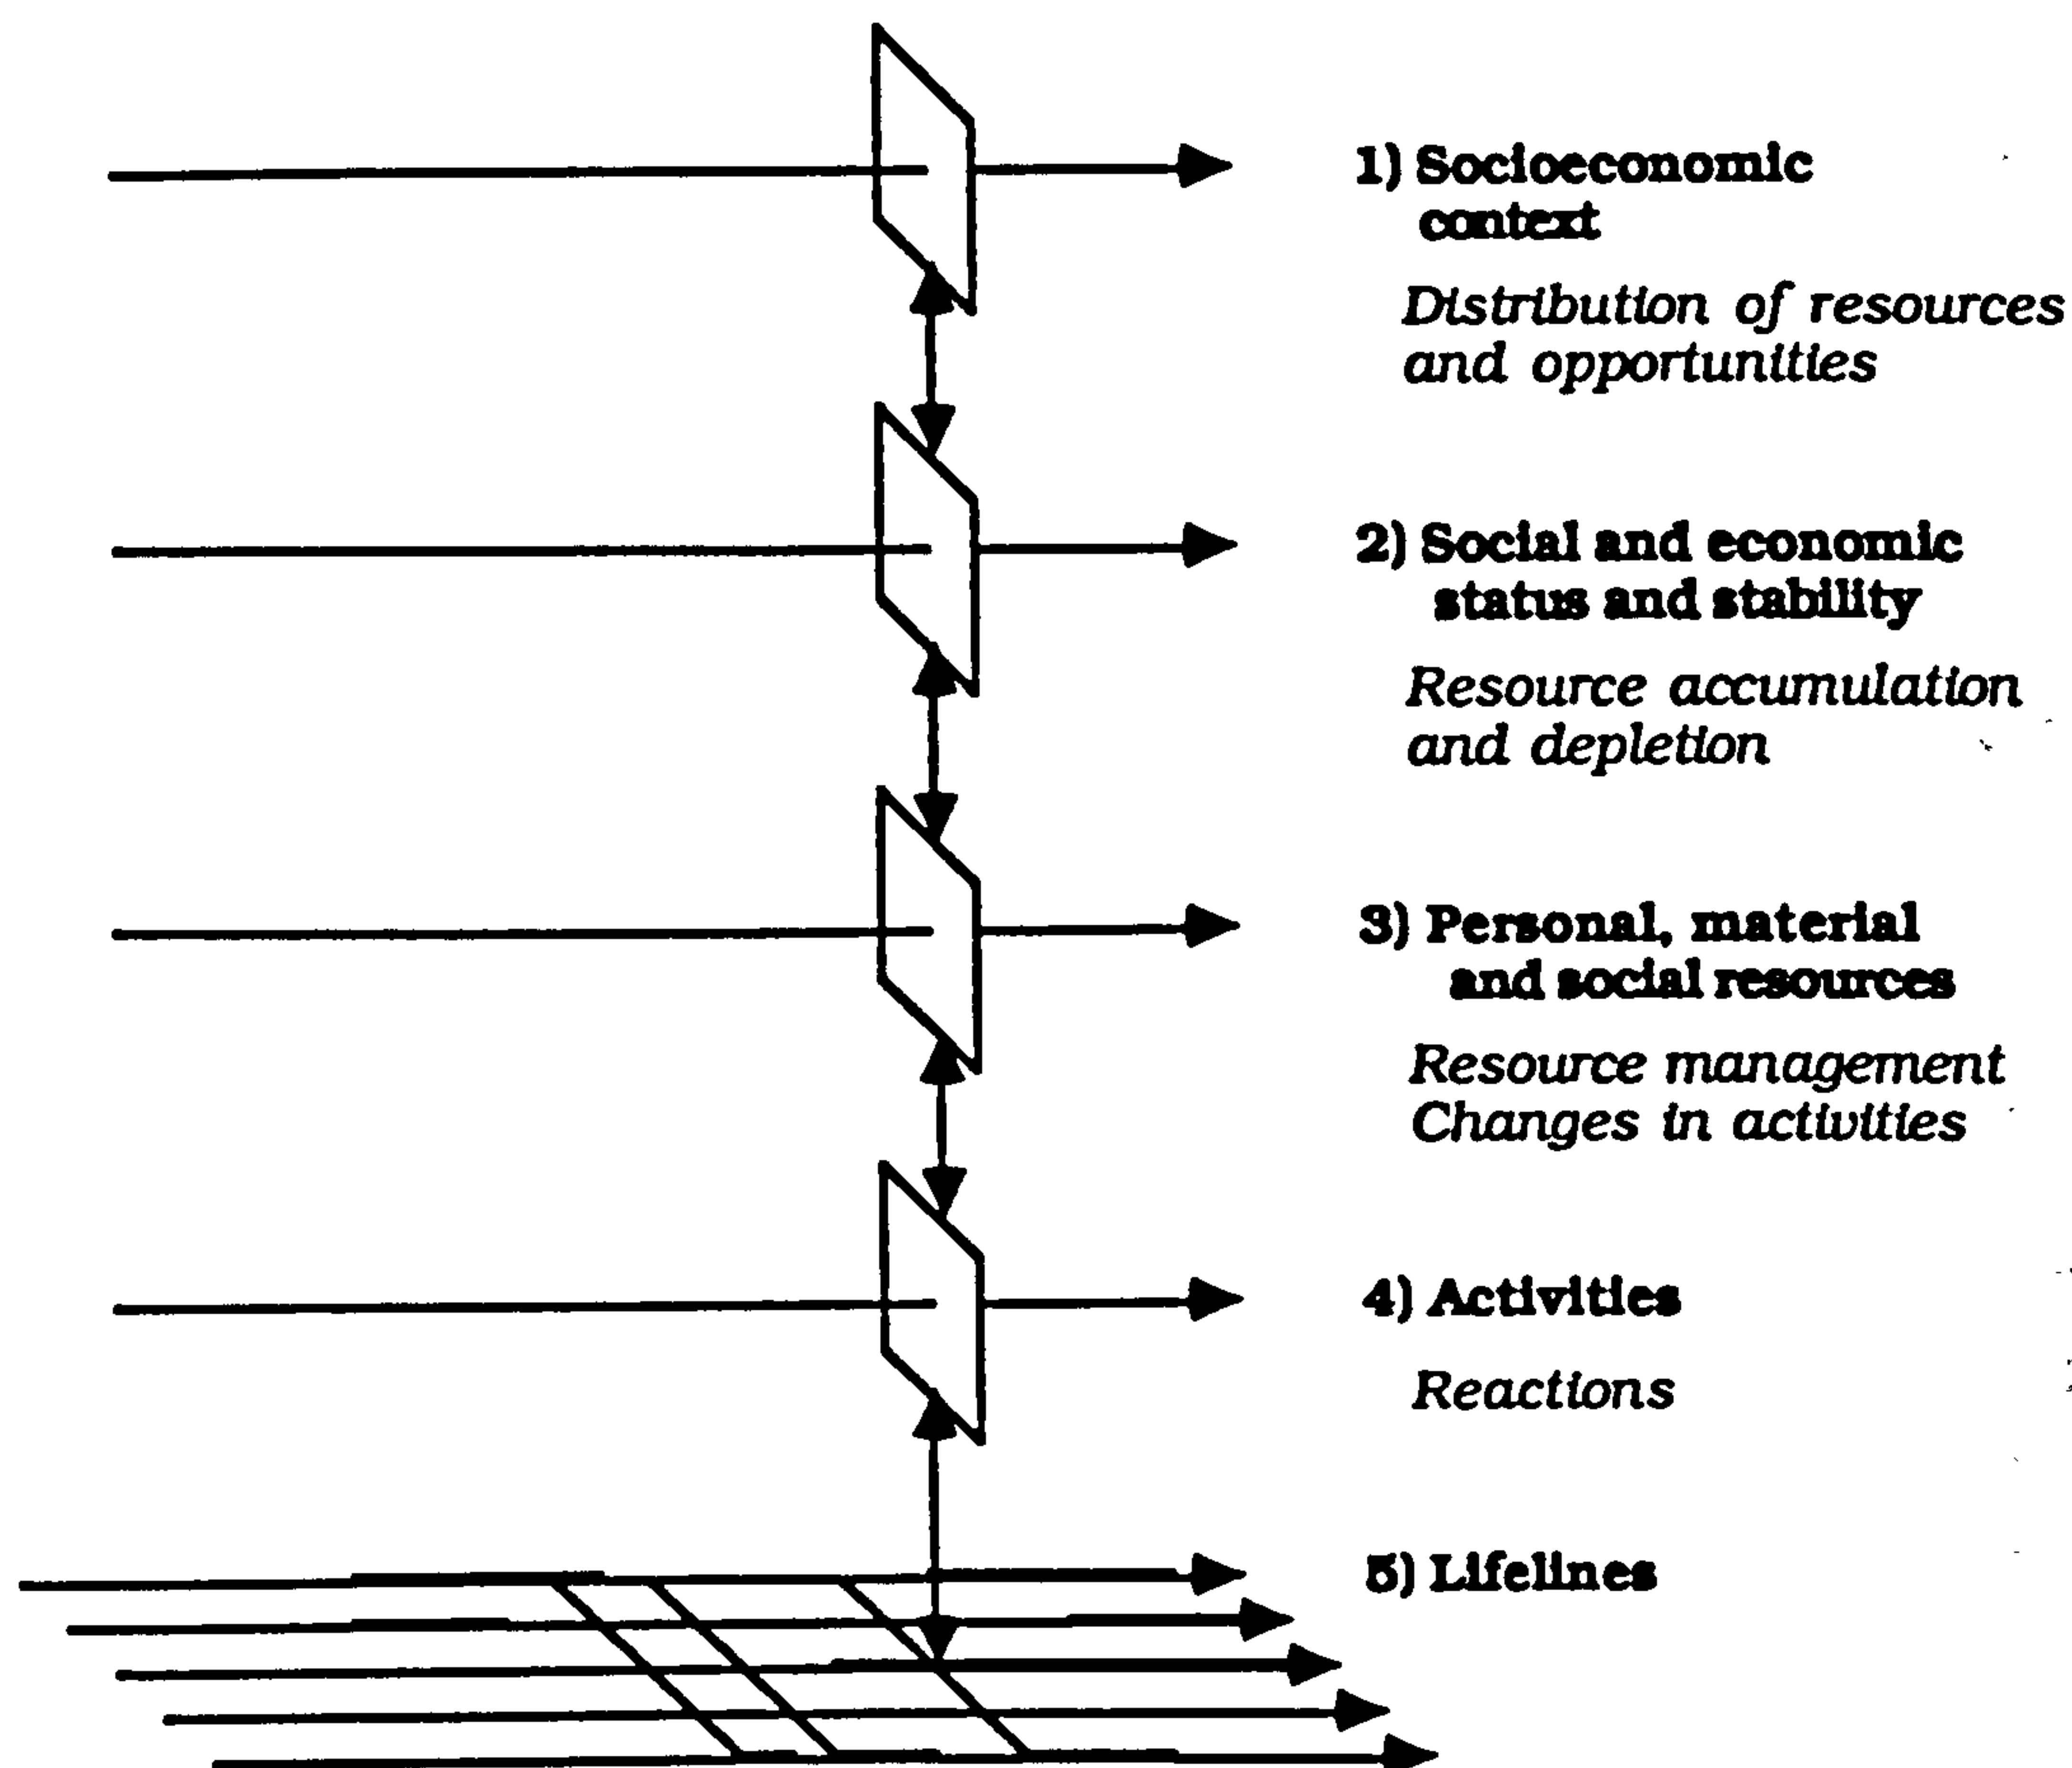 1) Socioeconomic
context
Distribution of resources
and opportunities
2) Social and economic
status and stability
Resource accumulation
and depletion
3) Personal, material
and social resources
Resource management
Changes in activities
4) Activities
Reactions
5) Lifelines